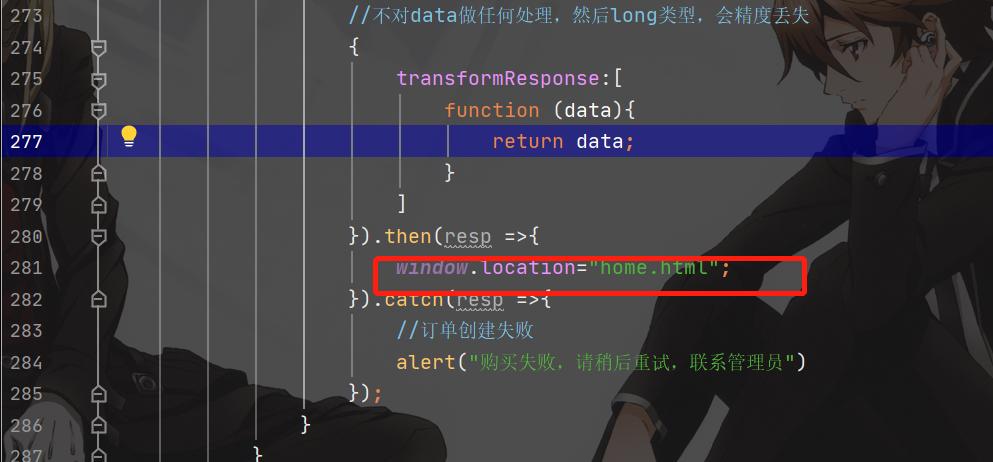 273 //不对data做任何处理，然后long类型，会精度丢失
274 {
275 transformResponse:[
276 function (data){
277 return data;
278 }
279 ]
280 }).then(resp =>{
281 window.location="home.html";
282 }).catch(resp =>{
283 //订单创建失败
284 alert("购买失败，请稍后重试，联系管理员")
285 });
286 }
287 }